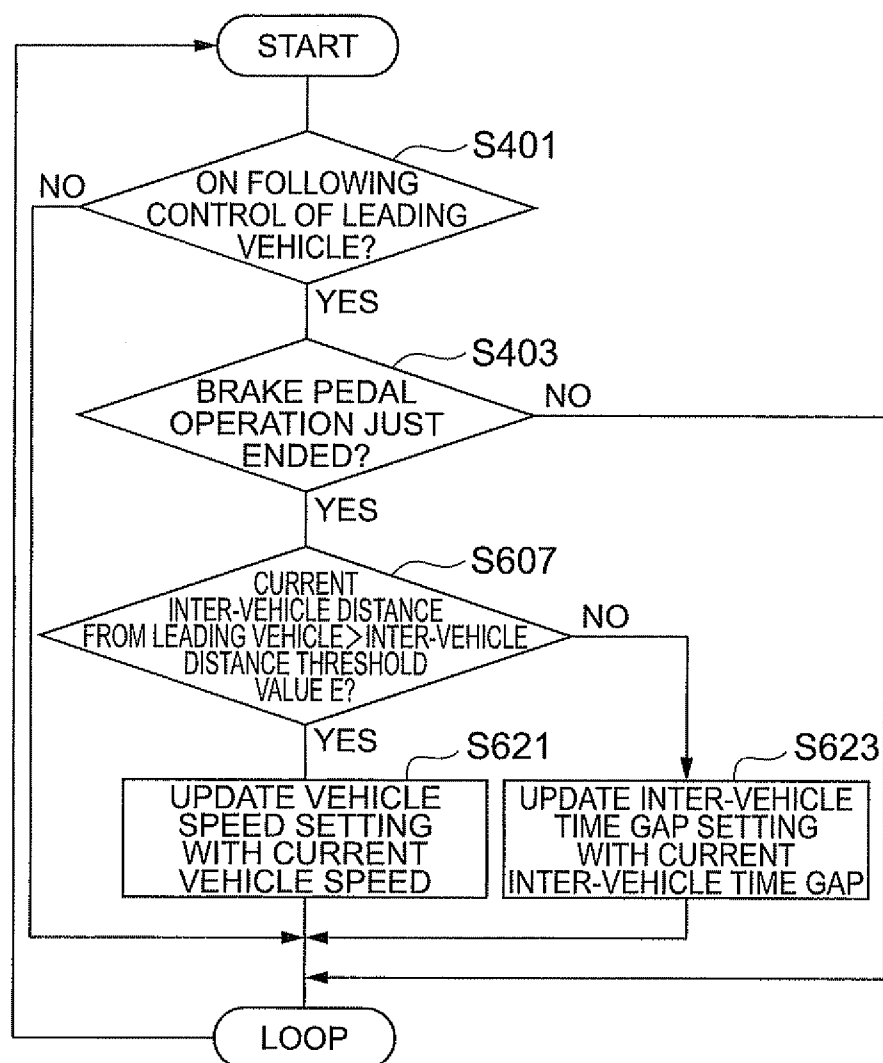 START
S401
NO
ON FOLLOWING
CONTROL OF LEADING
VEHICLE?
YES
S403
BRAKE PEDAL
OPERATION JUST
ENDED?
NO
YES
S607
CURRENT
INTER-VEHICLE DISTANCE
FROM LEADING VEHICLE>INTER-VEHICLE
DISTANCE THRESHOLD
VALUE E?
NO
YES
S621
UPDATE VEHICLE
SPEED SETTING
WITH CURRENT
VEHICLE SPEED
S623
UPDATE INTER-VEHICLE
TIME GAP SETTING
WITH CURRENT
INTER-VEHICLE TIME GAP
LOOP